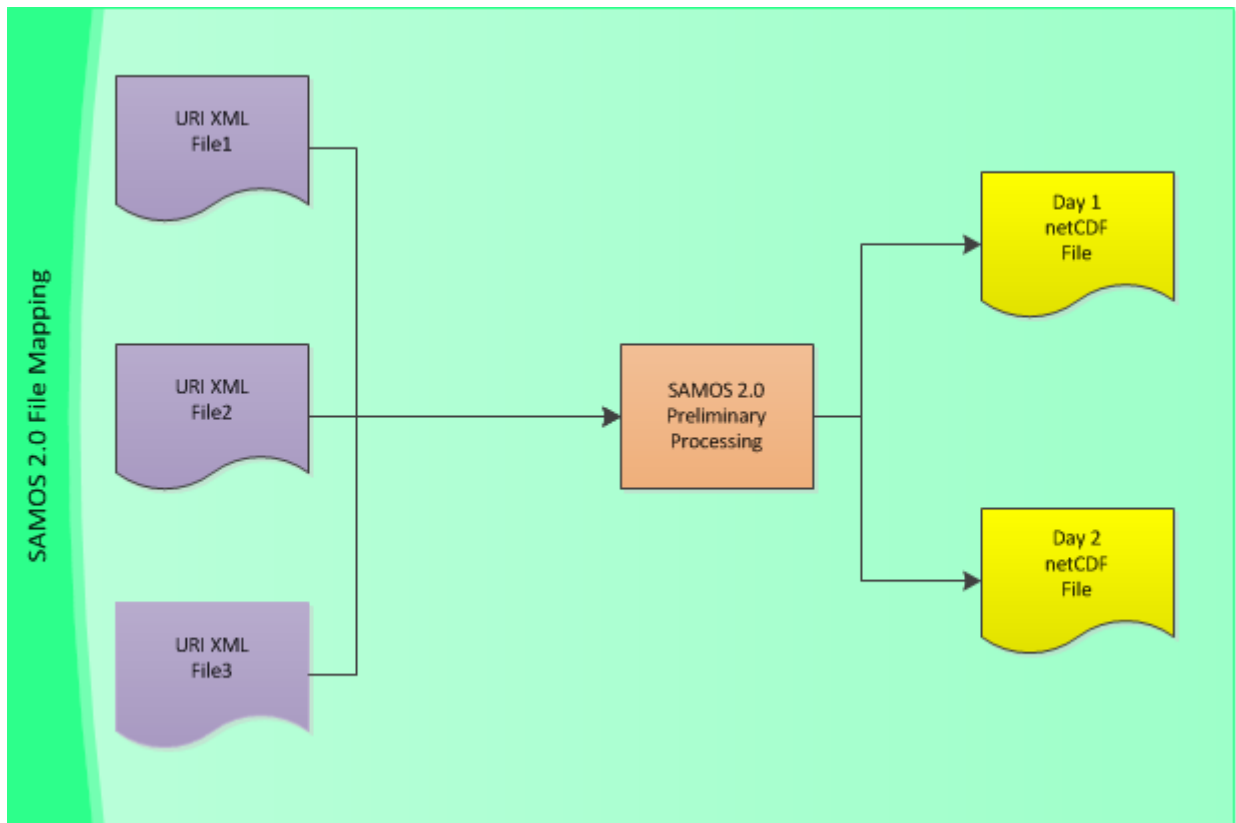 SAMOS 2.0 File Mapping
URI XML
File1
URI XML
File2
URI XML
File3
SAMOS 2.0
Preliminary
Processing
Day 1
netCDF
File
Day 2
netCDF
File